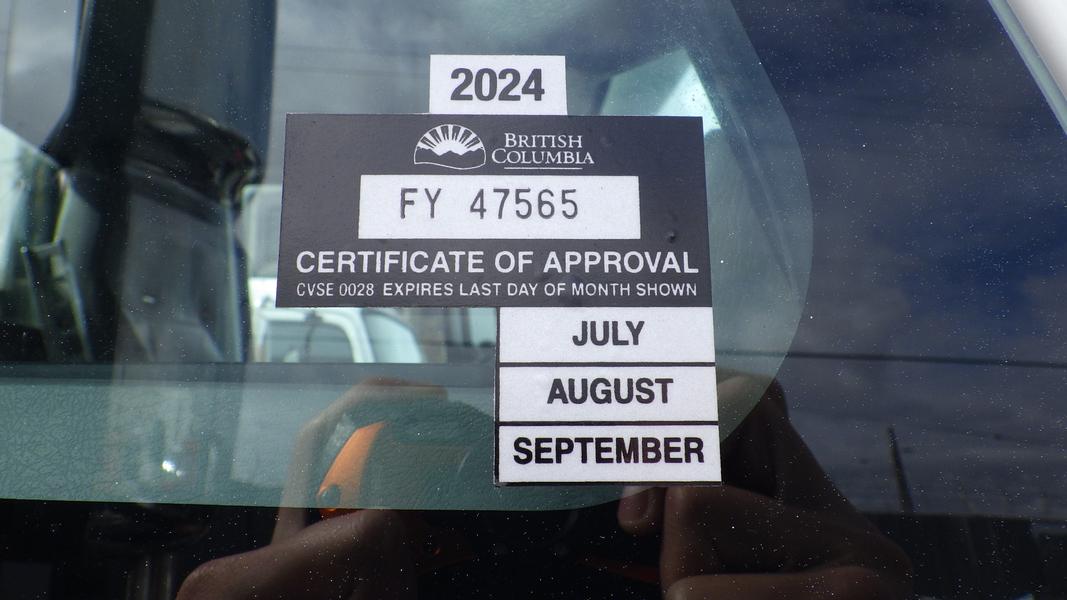 2024
BRITISH
COLUMBIA
FY 47565
CERTIFICATE OF APPROVAL
CVSE 0028 EXPIRES LAST DAY OF MONTH SHOWN
JULY
AUGUST
SEPTEMBER